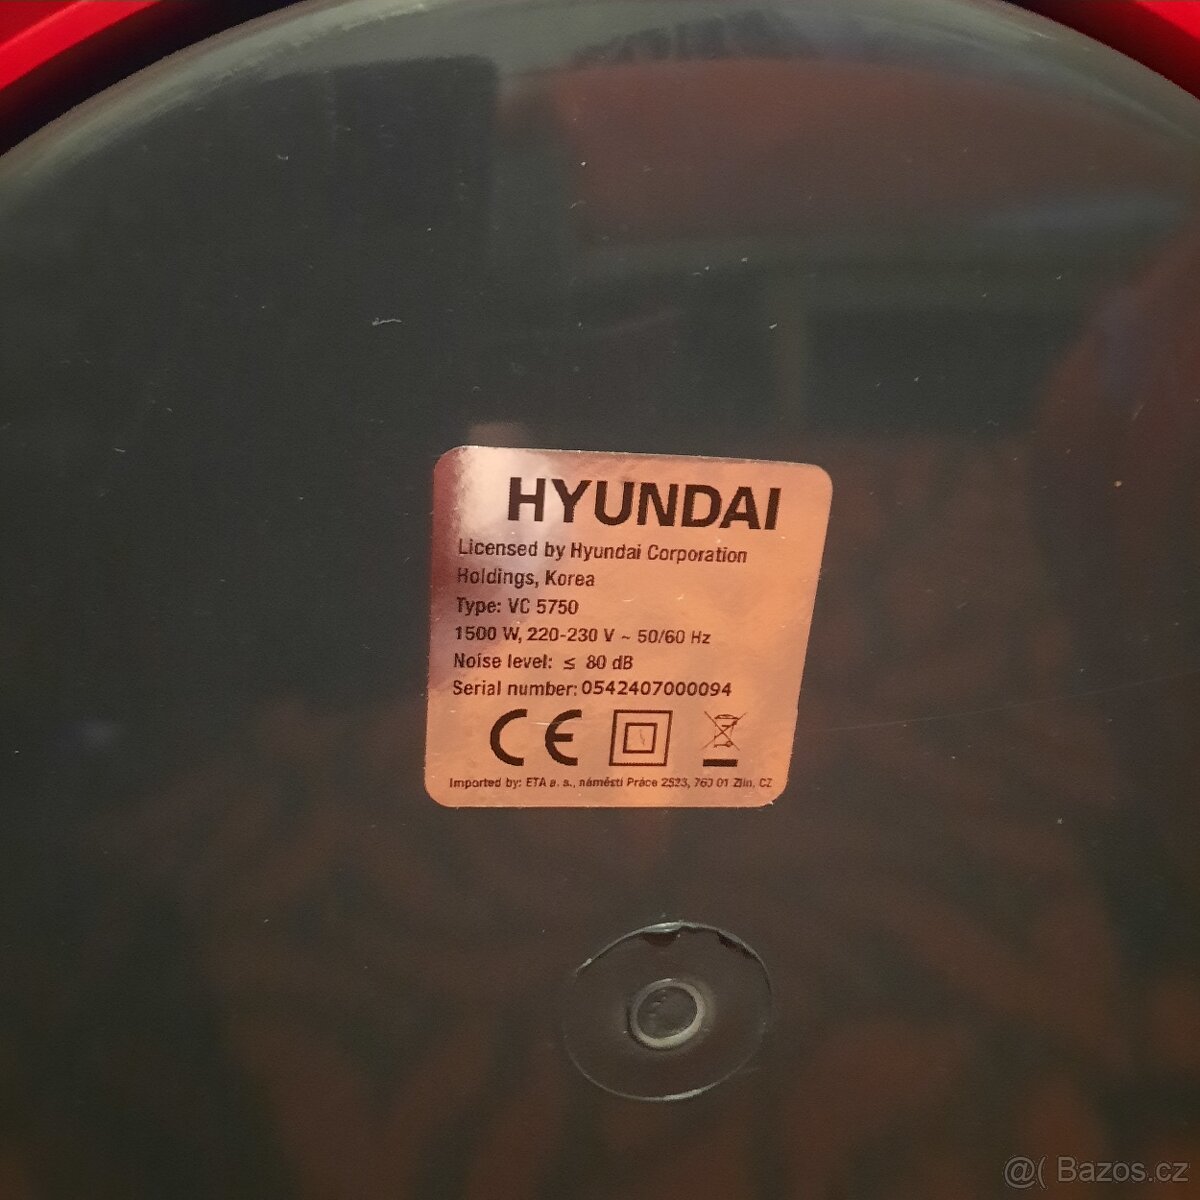 HYUNDAI
Licensed by Hyundai Corporation
Holdings, Korea
Type: VC 5750
1500 W, 220-230 V ~ 50/60 Hz
Noise level: ≤ 80 dB
Serial number: 0542407000094
CE
Imported by: ETA a. s., náměstí Práce 2523, 760 01 Zlín, CZ
@( Bazos.cz